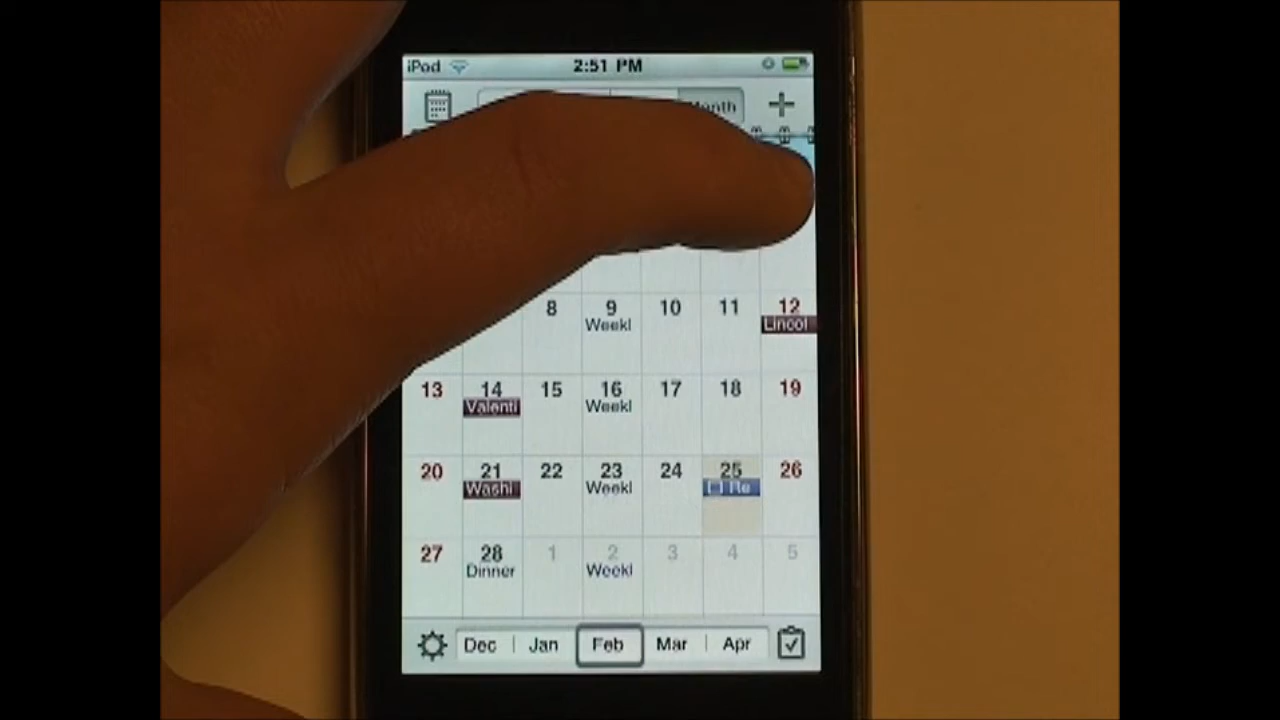 iPod 2:51 PM
Month
8 9 10 11 12
Weekl Lincol
13 14 15 16 17 18 19
Valenti Weekl
20 21 22 23 24 25 26
Washi Weekl Re
27 28 1 2 3 4 5
Dinner Weekl
Dec Jan Feb Mar Apr